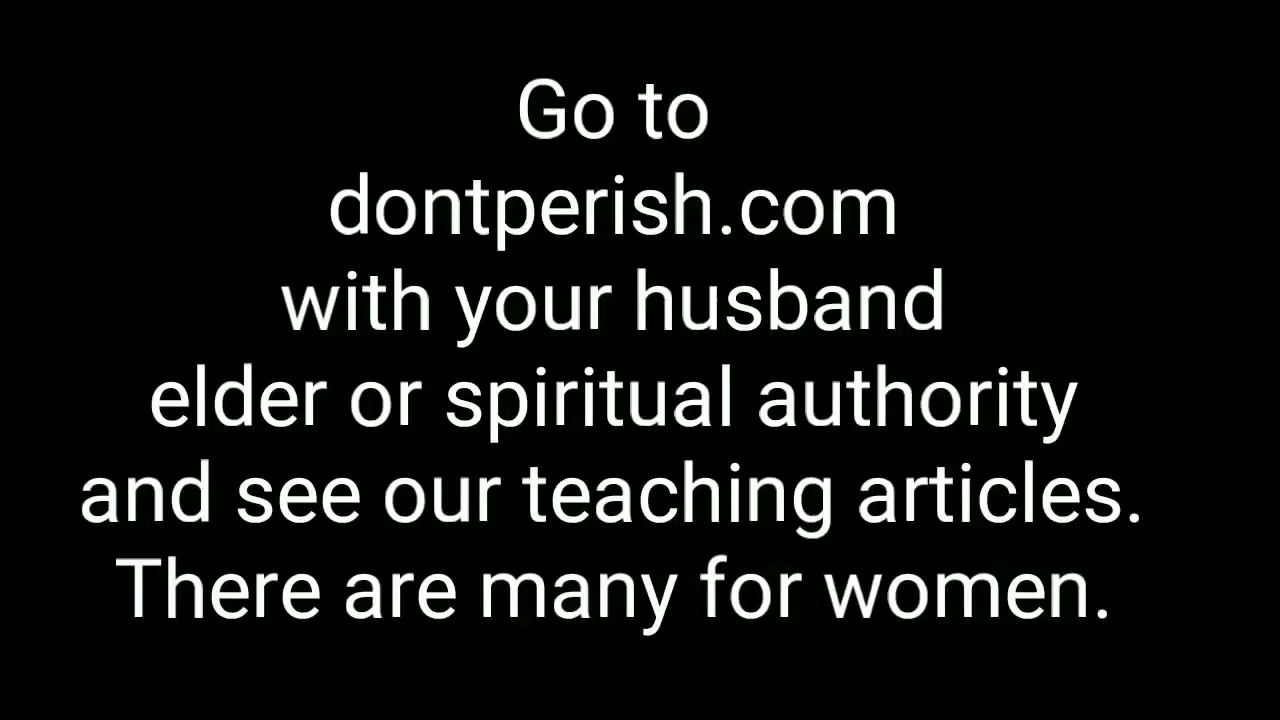 Go to
dontperish.com
with your husband
elder or spiritual authority
and see our teaching articles.
There are many for women.